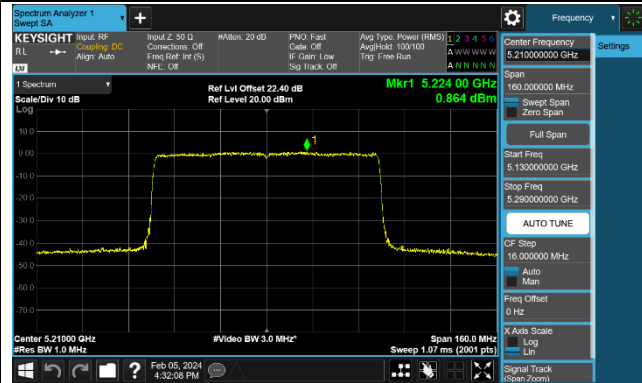 Spectrum Analyzer 1
Swept SA
Frequency
KEYSIGHT
RL
LXI
Input: RF
Coupling: DC
Align: Auto
Input Z: 50 Ω
Corrections: Off
Freq Ref: Int (S)
NFE: Off
#Atten: 20 dB
PNO: Fast
Gate: Off
IF Gain: Low
Sig Track: Off
Avg Type: Power (RMS)
Avg|Hold: 100/100
Trig: Free Run
1 2 3 4 5 6
A W W W W W
A N N N N N
1 Spectrum
Scale/Div 10 dB
Log
Ref Lvl Offset 22.40 dB
Ref Level 20.00 dBm
Mkr1 5.224 00 GHz
0.864 dBm
1
10.0
0.00
-10.0
-20.0
-30.0
-40.0
-50.0
-60.0
-70.0
Center 5.21000 GHz
#Res BW 1.0 MHz
#Video BW 3.0 MHz*
Span 160.0 MHz
Sweep 1.07 ms (2001 pts)
Feb 05, 2024
4:32:08 PM
Center Frequency
5.210000000 GHz
Span
160.000000 MHz
Swept Span
Zero Span
Full Span
Start Freq
5.130000000 GHz
Stop Freq
5.290000000 GHz
AUTO TUNE
CF Step
16.000000 MHz
Auto
Man
Freq Offset
0 Hz
X Axis Scale
Log
Lin
Signal Track
(Span Zoom)
Settings